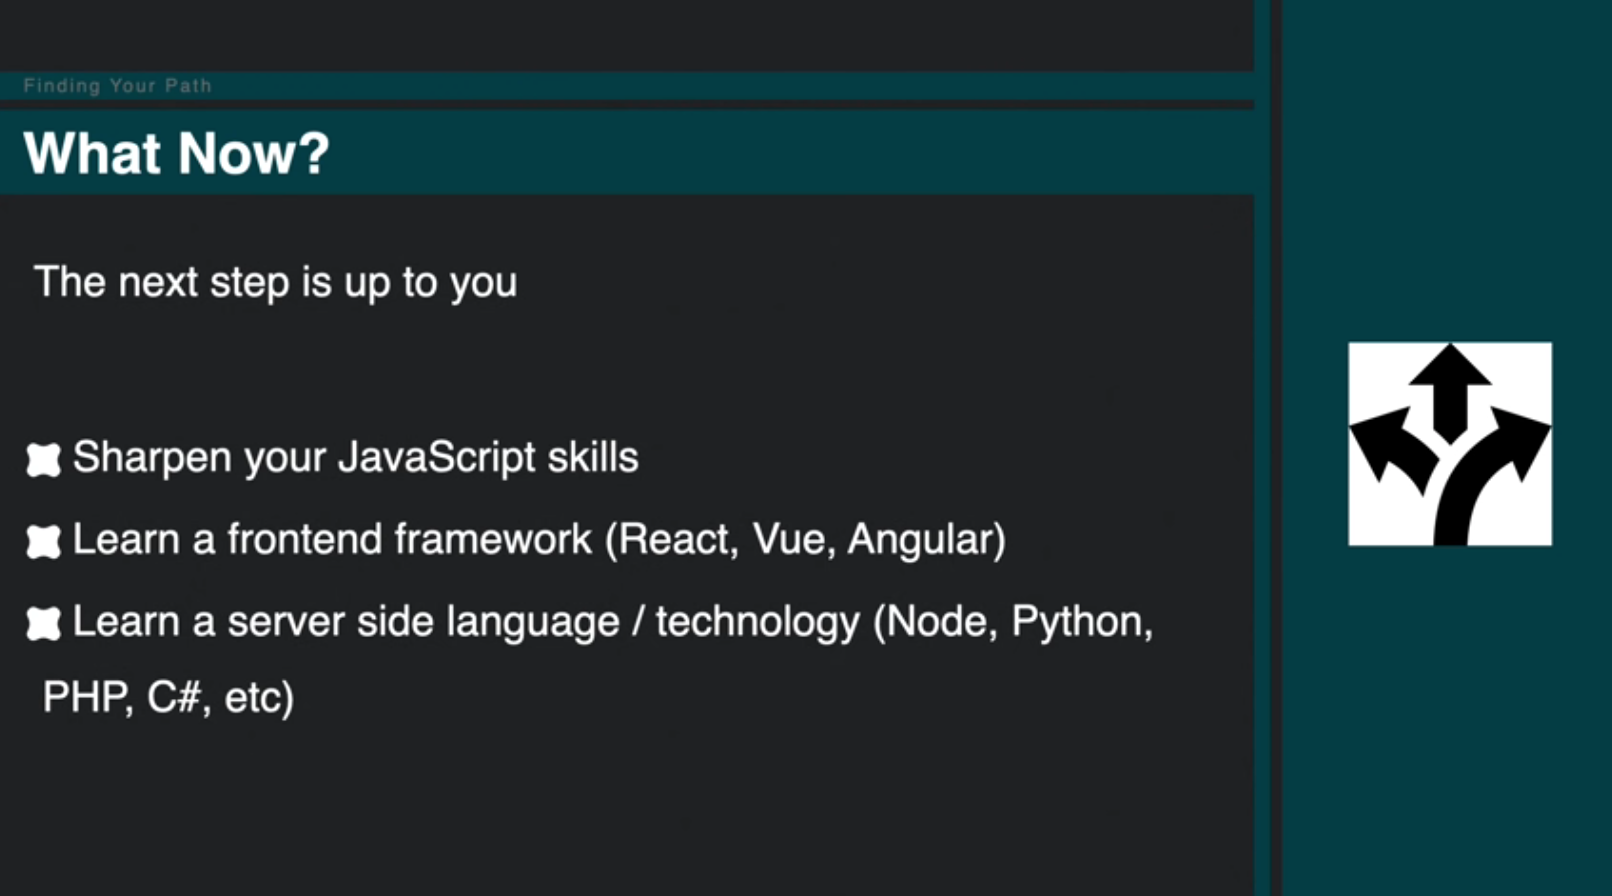 Finding Your Path
What Now?
The next step is up to you
Sharpen your JavaScript skills
Learn a frontend framework (React, Vue, Angular)
Learn a server side language / technology (Node, Python,
PHP, C#, etc)